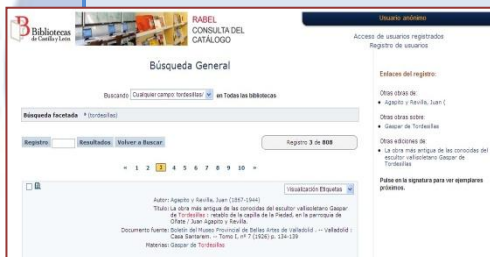 Bibliotecas
de Castilla y León
RABEL
CONSULTA DEL
CATÁLOGO
Usuario anónimo
Acceso de usuarios registrados
Registro de usuarios
Búsqueda General
Buscando Cualquier campo: tordesillas en Todas las bibliotecas
Búsqueda facetada * (tordesillas)
Registro Resultados Volver a Buscar Registro 3 de 808
« 1 2 3 4 5 6 7 8 9 10 »
Visualización Etiquetas
Autor: Agapito y Revilla, Juan (1867-1944)
Título: La obra más antigua de las conocidas del escultor vallisoletano Gaspar
de Tordesillas : retablo de la capilla de la Piedad, en la parroquia de
Oñate / Juan Agapito y Revilla.
Documento fuente: Boletín del Museo Provincial de Bellas Artes de Valladolid . -- Valladolid :
Casa Santarem. -- Tomo I, nº 7 (1926) p. 134-139
Materias: Gaspar de Tordesillas
Enlaces del registro:
Otras obras de:
• Agapito y Revilla, Juan (
Otras obras sobre:
• Gaspar de Tordesillas
Otras ediciones de:
• La obra más antigua de las conocidas del
escultor vallisoletano Gaspar de
Tordesillas
Pulse en la signatura para ver ejemplares
próximos.